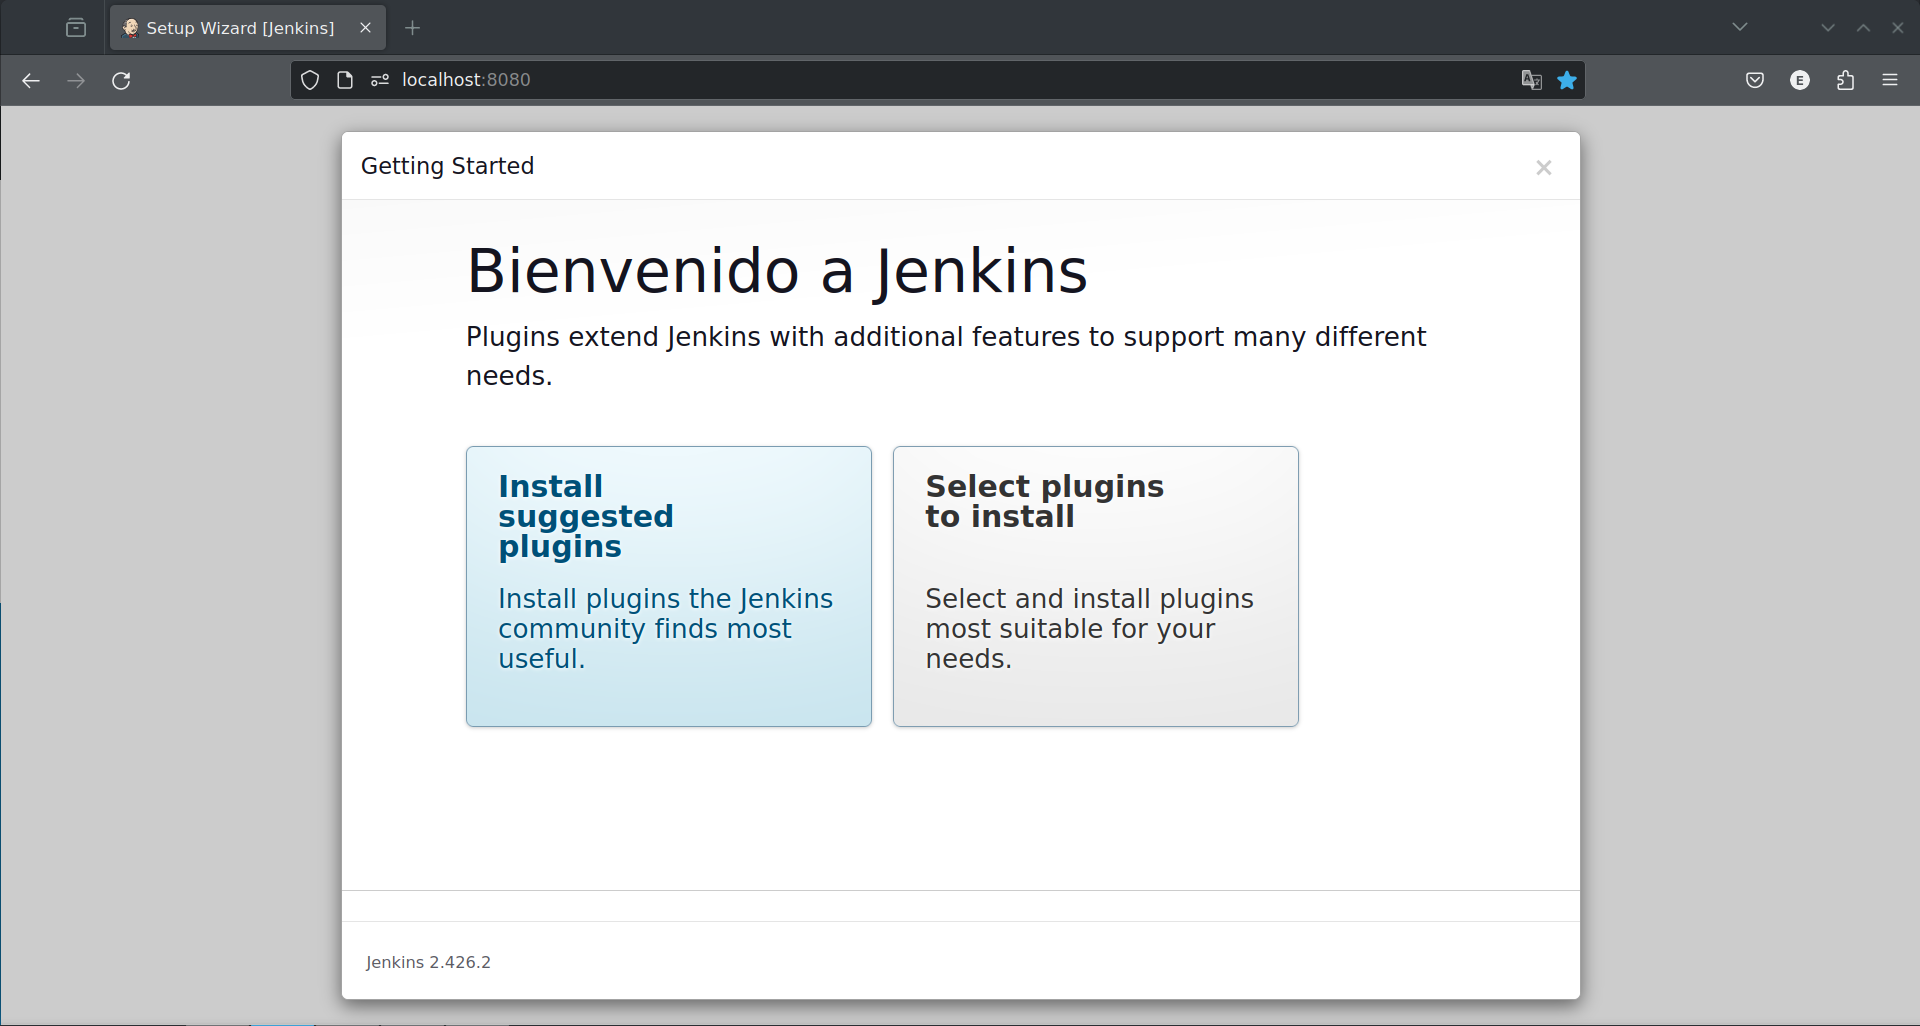 Setup Wizard [Jenkins]
localhost:8080
E
Getting Started
Bienvenido a Jenkins
Plugins extend Jenkins with additional features to support many different
needs.
Install
suggested
plugins
Install plugins the Jenkins
community finds most
useful.
Select plugins
to install
Select and install plugins
most suitable for your
needs.
Jenkins 2.426.2